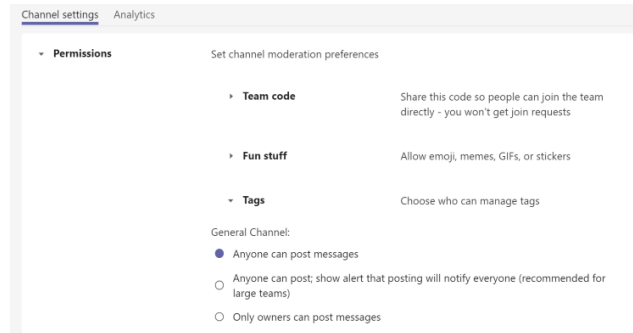 Channel settings Analytics
Permissions Set channel moderation preferences
Team code Share this code so people can join the team
directly - you won't get join requests
Fun stuff Allow emoji, memes, GIFs, or stickers
Tags Choose who can manage tags
General Channel:
Anyone can post messages
Anyone can post; show alert that posting will notify everyone (recommended for
large teams)
Only owners can post messages